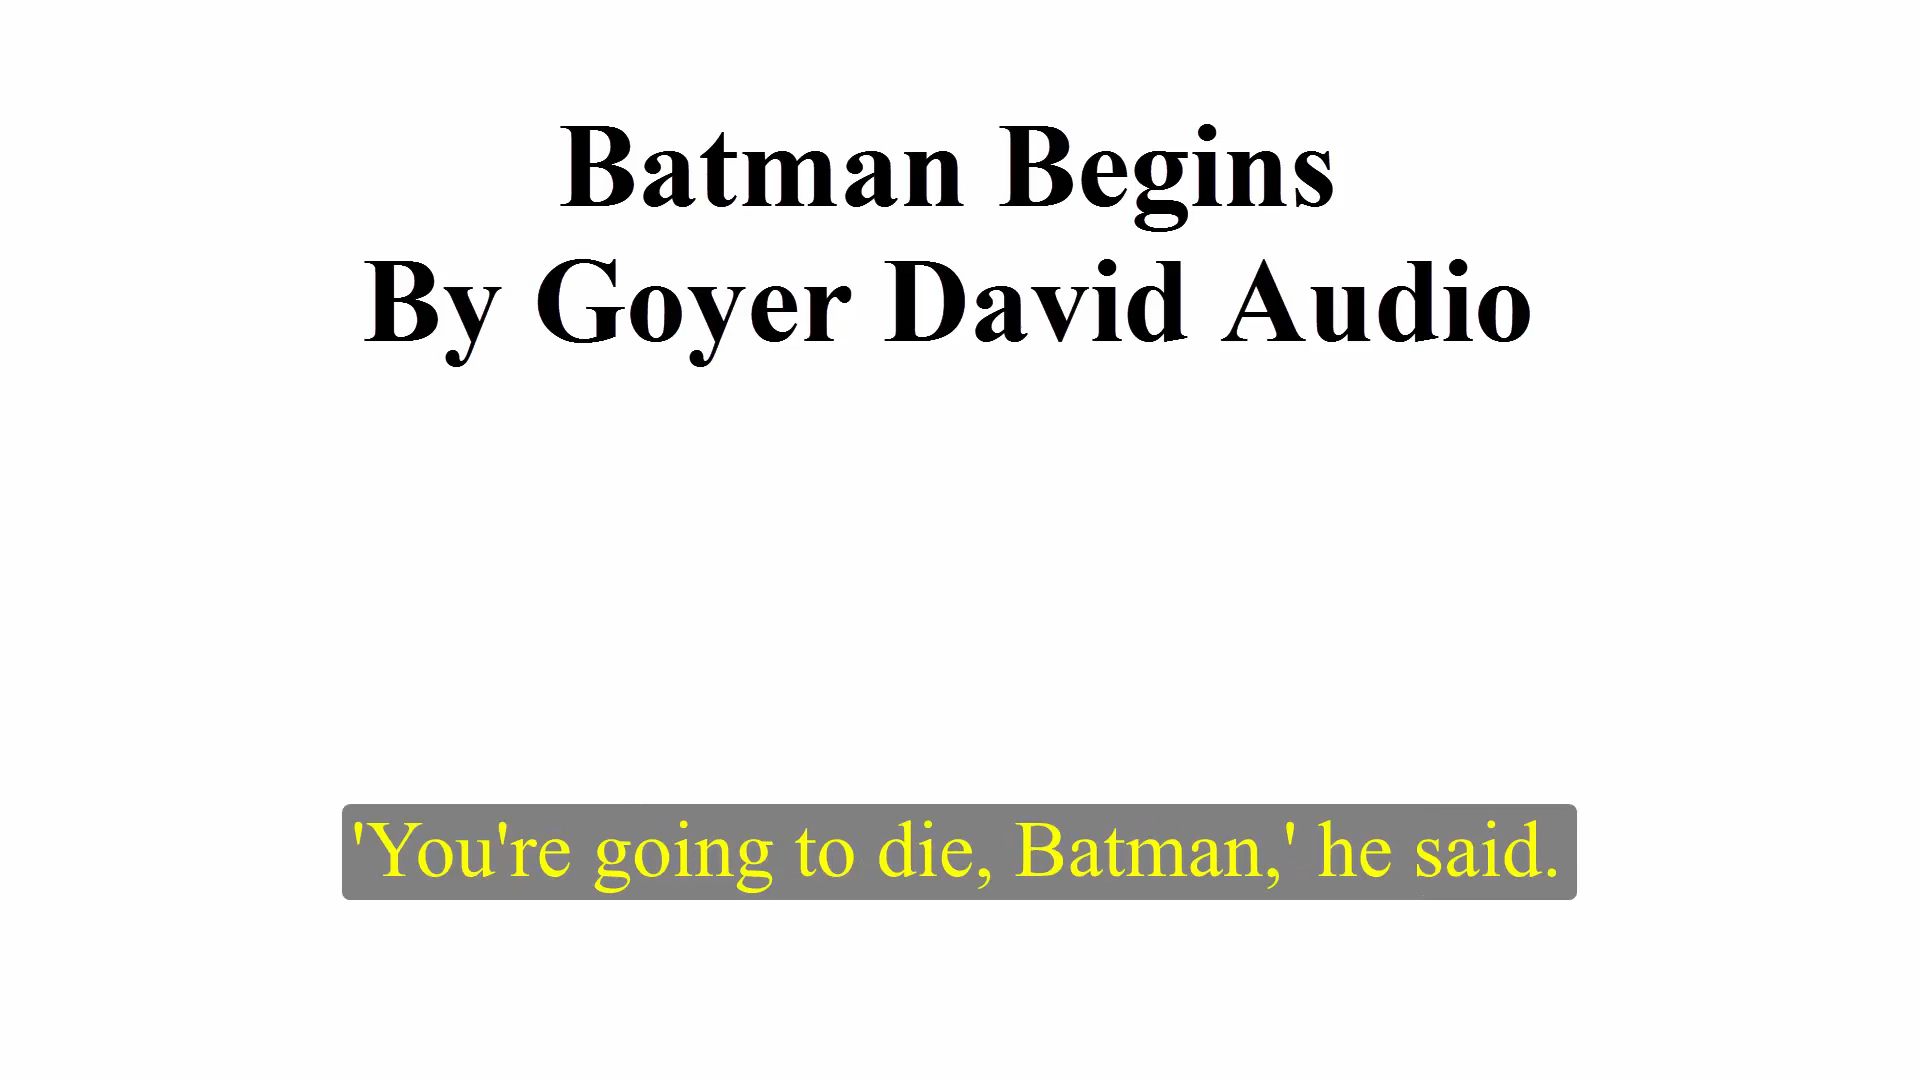 Batman Begins
By Goyer David Audio
'You're going to die, Batman,' he said.